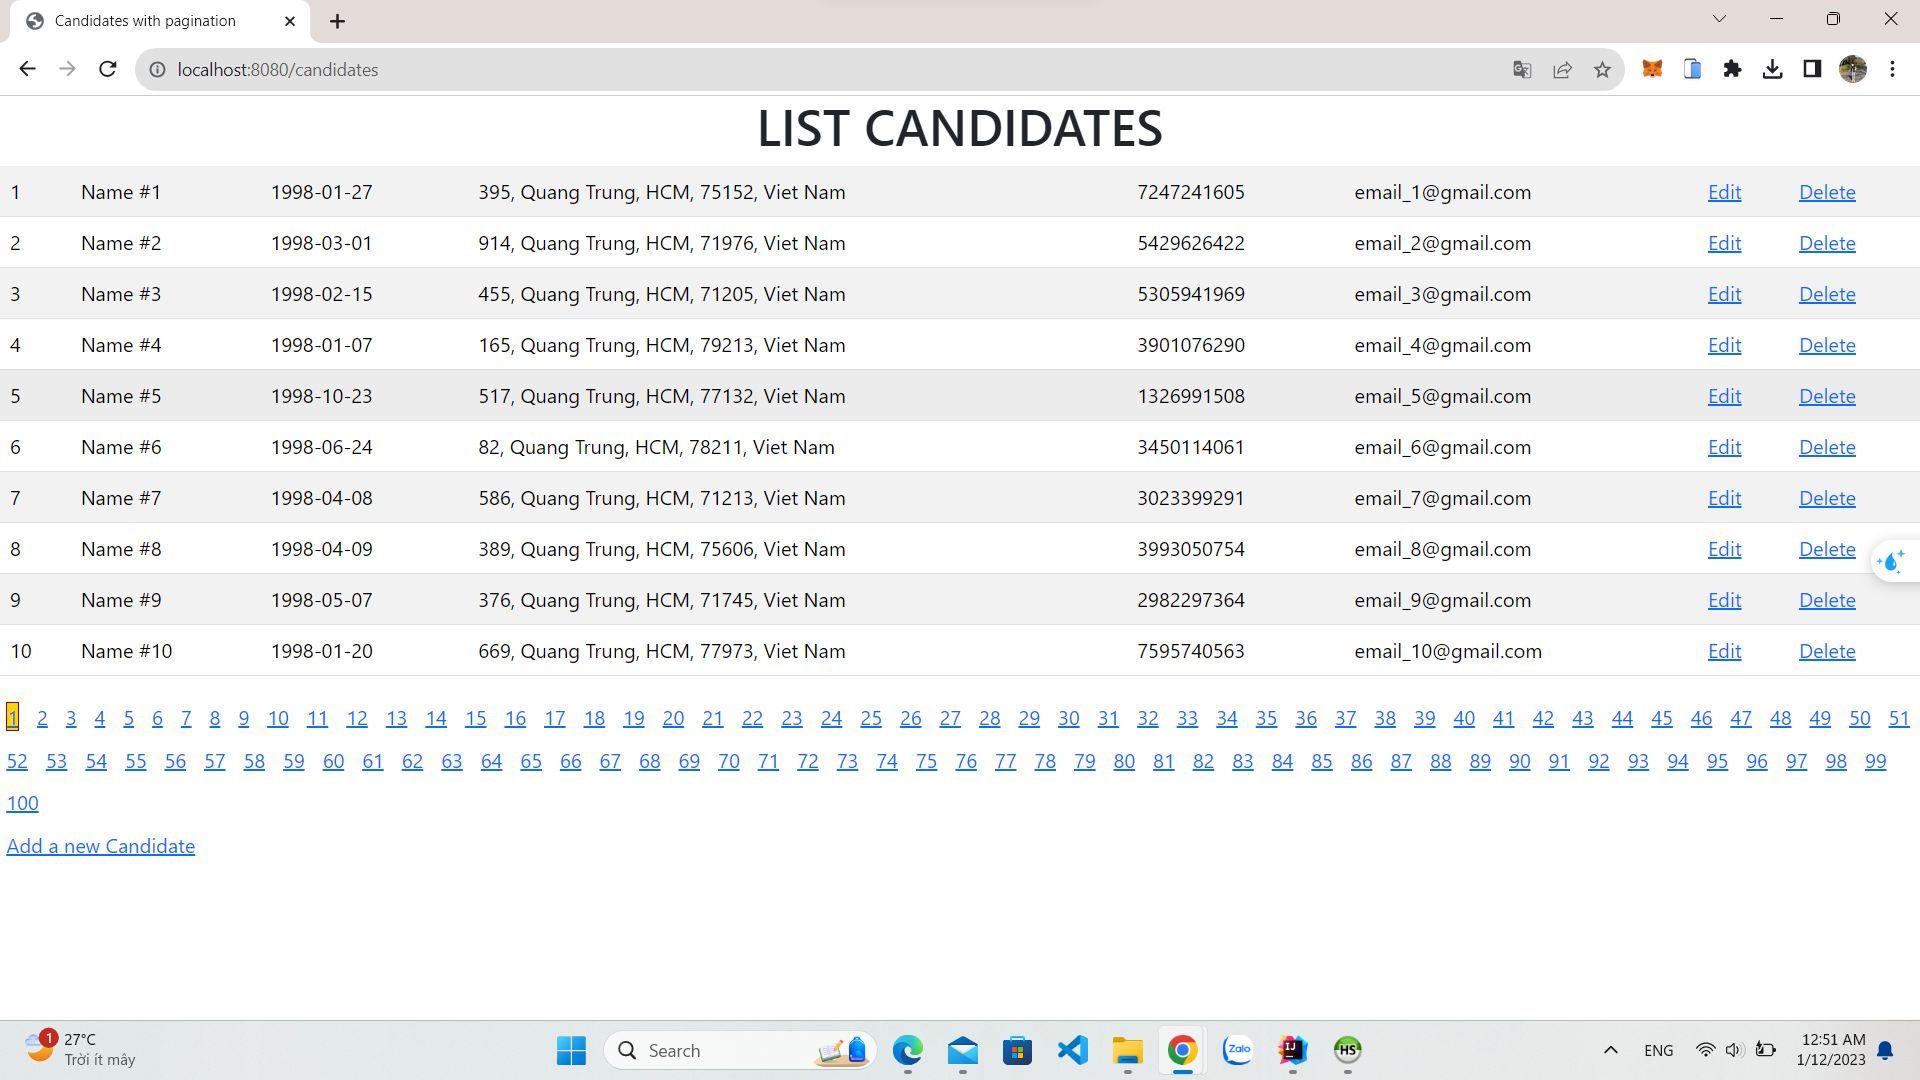 Candidates with pagination
localhost:8080/candidates
LIST CANDIDATES
1 Name #1 1998-01-27 395, Quang Trung, HCM, 75152, Viet Nam 7247241605 email_1@gmail.com Edit Delete
2 Name #2 1998-03-01 914, Quang Trung, HCM, 71976, Viet Nam 5429626422 email_2@gmail.com Edit Delete
3 Name #3 1998-02-15 455, Quang Trung, HCM, 71205, Viet Nam 5305941969 email_3@gmail.com Edit Delete
4 Name #4 1998-01-07 165, Quang Trung, HCM, 79213, Viet Nam 3901076290 email_4@gmail.com Edit Delete
5 Name #5 1998-10-23 517, Quang Trung, HCM, 77132, Viet Nam 1326991508 email_5@gmail.com Edit Delete
6 Name #6 1998-06-24 82, Quang Trung, HCM, 78211, Viet Nam 3450114061 email_6@gmail.com Edit Delete
7 Name #7 1998-04-08 586, Quang Trung, HCM, 71213, Viet Nam 3023399291 email_7@gmail.com Edit Delete
8 Name #8 1998-04-09 389, Quang Trung, HCM, 75606, Viet Nam 3993050754 email_8@gmail.com Edit Delete
9 Name #9 1998-05-07 376, Quang Trung, HCM, 71745, Viet Nam 2982297364 email_9@gmail.com Edit Delete
10 Name #10 1998-01-20 669, Quang Trung, HCM, 77973, Viet Nam 7595740563 email_10@gmail.com Edit Delete
1 2 3 4 5 6 7 8 9 10 11 12 13 14 15 16 17 18 19 20 21 22 23 24 25 26 27 28 29 30 31 32 33 34 35 36 37 38 39 40 41 42 43 44 45 46 47 48 49 50 51
52 53 54 55 56 57 58 59 60 61 62 63 64 65 66 67 68 69 70 71 72 73 74 75 76 77 78 79 80 81 82 83 84 85 86 87 88 89 90 91 92 93 94 95 96 97 98 99
100
Add a new Candidate
1 27°C
Trời ít mây
Search
Zalo
IJ
HS
ENG
12:51 AM
1/12/2023